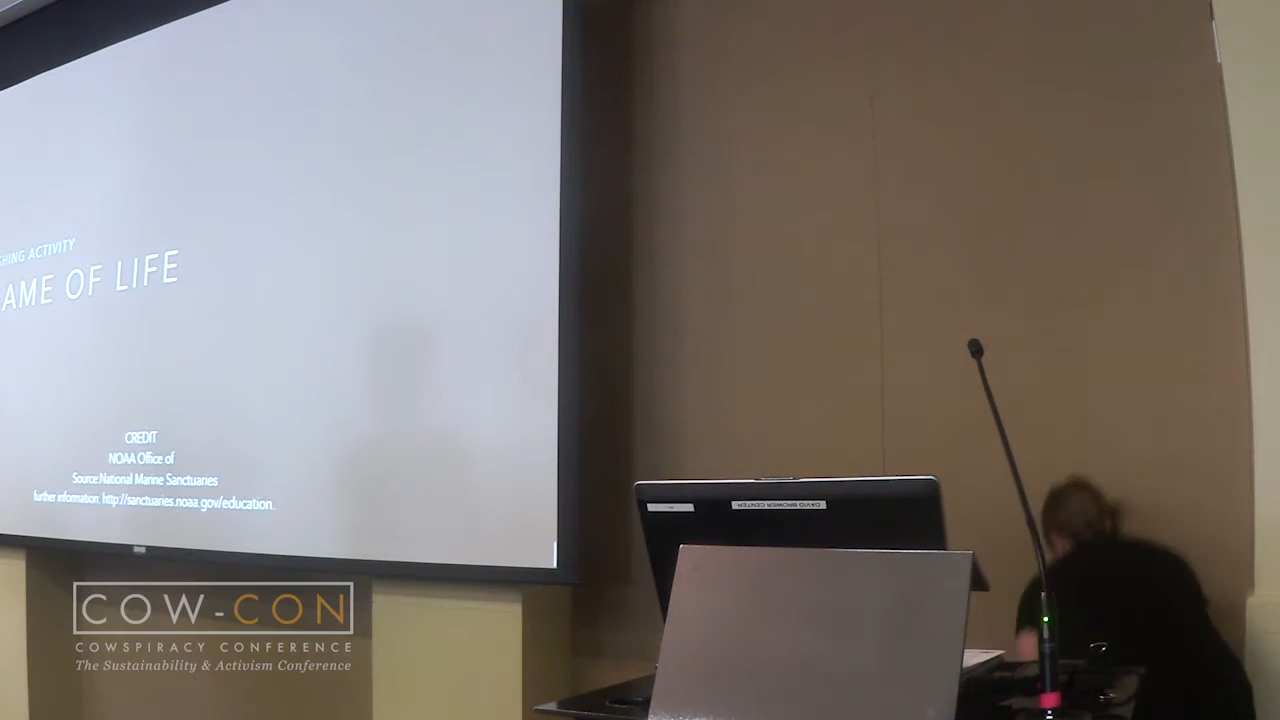 HING ACTIVITY
AME OF LIFE
CREDIT
NOAA Office of
Source:National Marine Sanctuaries
further information: http://sanctuaries.noaa.gov/education.
DAVID BROWER CENTER
COW-CON
COWSPIRACY CONFERENCE
The Sustainability & Activism Conference